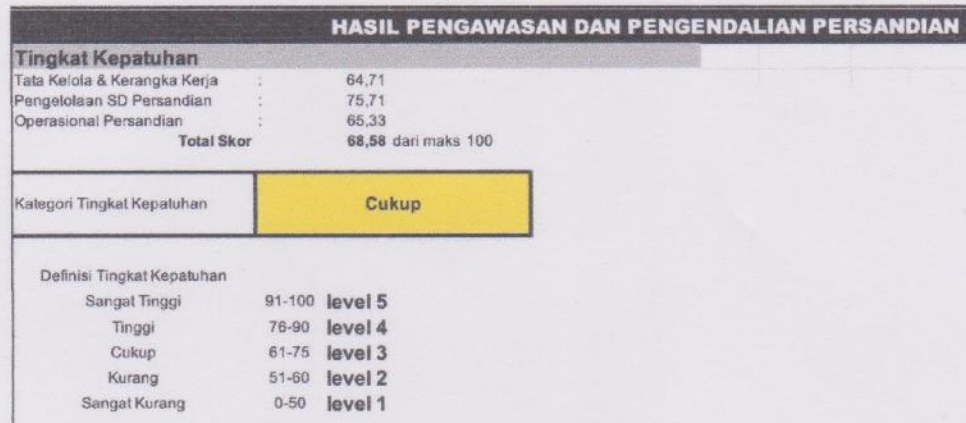 HASIL PENGAWASAN DAN PENGENDALIAN PERSANDIAN
Tingkat Kepatuhan
Tata Kelola & Kerangka Kerja : 64,71
Pengelolaan SD Persandian : 75,71
Operasional Persandian : 65,33
Total Skor 68,58 dari maks 100
Kategori Tingkat Kepatuhan Cukup
Definisi Tingkat Kepatuhan
Sangat Tinggi 91-100 level 5
Tinggi 76-90 level 4
Cukup 61-75 level 3
Kurang 51-60 level 2
Sangat Kurang 0-50 level 1